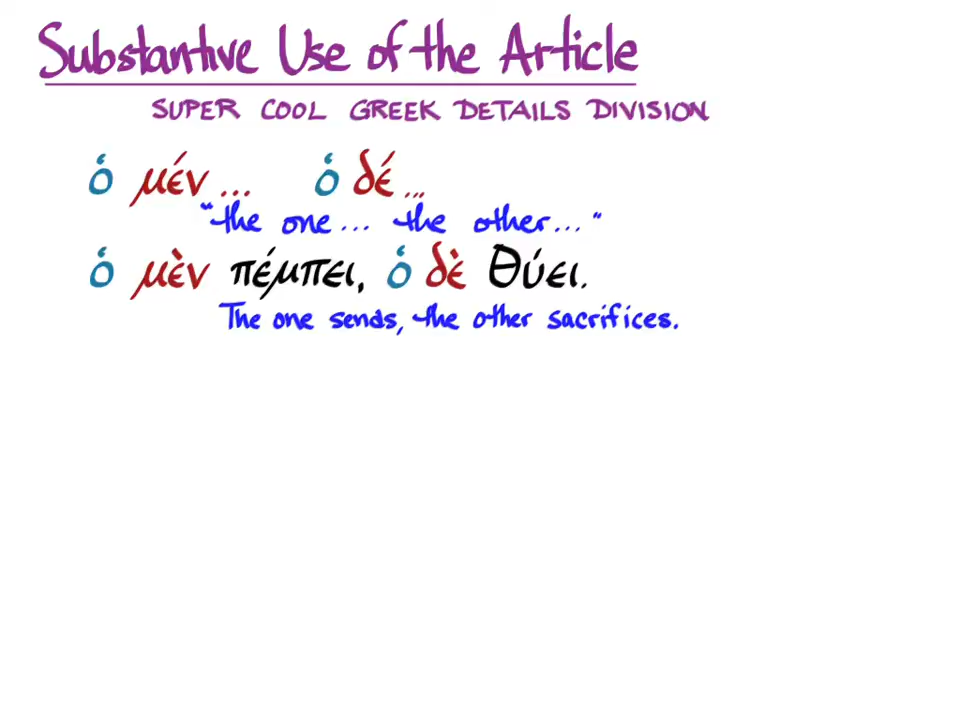 Substantive Use of the Article
SUPER COOL GREEK DETAILS DIVISION
ὁ μέν... ὁ δέ...
"the one... the other..."
ὁ μὲν πέμπει, ὁ δὲ θύει.
The one sends, the other sacrifices.